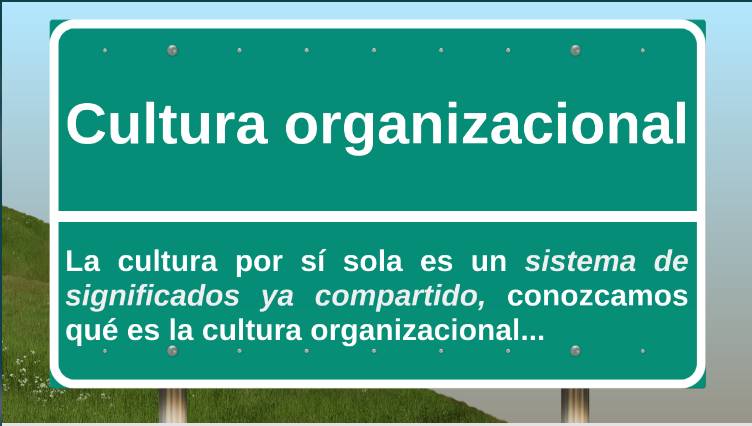 Cultura organizacional
La cultura por sí sola es un sistema de
significados ya compartido, conozcamos
qué es la cultura organizacional...